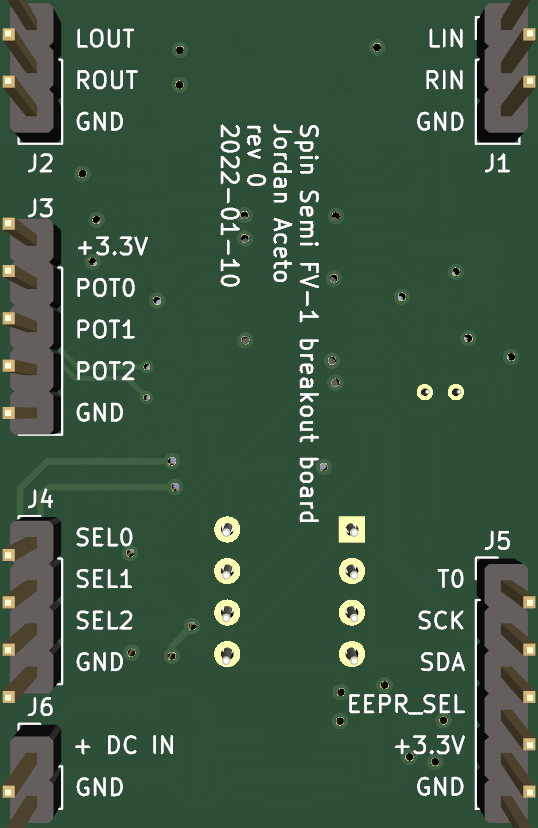 LOUT
ROUT
GND
J2
LIN
RIN
GND
J1
Spin Semi FV-1 breakout board
Jordan Aceto
rev 0
2022-01-10
J3
+3.3V
POT0
POT1
POT2
GND
J4
SEL0
SEL1
SEL2
GND
J6
+ DC IN
GND
J5
T0
SCK
SDA
EEPR_SEL
+3.3V
GND